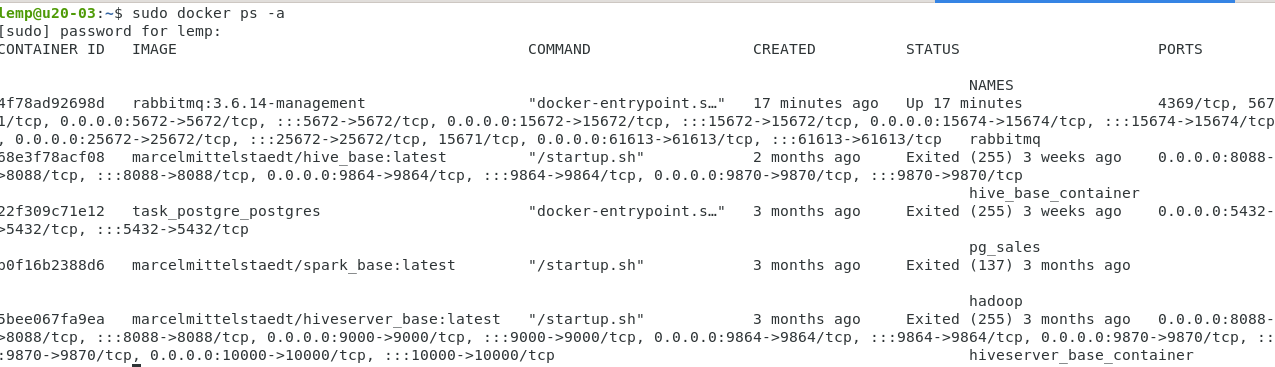 lemp@u20-03:~$ sudo docker ps -a
[sudo] password for lemp:
CONTAINER ID   IMAGE                                       COMMAND                  CREATED          STATUS                      PORTS
NAMES
4f78ad92698d   rabbitmq:3.6.14-management                  "docker-entrypoint.s…"   17 minutes ago   Up 17 minutes               4369/tcp, 567
1/tcp, 0.0.0.0:5672->5672/tcp, :::5672->5672/tcp, 0.0.0.0:15672->15672/tcp, :::15672->15672/tcp, 0.0.0.0:15674->15674/tcp, :::15674->15674/tcp
, 0.0.0.0:25672->25672/tcp, :::25672->25672/tcp, 15671/tcp, 0.0.0.0:61613->61613/tcp, :::61613->61613/tcp   rabbitmq
68e3f78acf08   marcelmittelstaedt/hive_base:latest         "/startup.sh"            2 months ago     Exited (255) 3 weeks ago    0.0.0.0:8088-
>8088/tcp, :::8088->8088/tcp, 0.0.0.0:9864->9864/tcp, :::9864->9864/tcp, 0.0.0.0:9870->9870/tcp, :::9870->9870/tcp
hive_base_container
22f309c71e12   task_postgre_postgres                       "docker-entrypoint.s…"   3 months ago     Exited (255) 3 weeks ago    0.0.0.0:5432-
>5432/tcp, :::5432->5432/tcp
pg_sales
b0f16b2388d6   marcelmittelstaedt/spark_base:latest        "/startup.sh"            3 months ago     Exited (137) 3 months ago
hadoop
5bee067fa9ea   marcelmittelstaedt/hiveserver_base:latest   "/startup.sh"            3 months ago     Exited (255) 3 weeks ago    0.0.0.0:8088-
>8088/tcp, :::8088->8088/tcp, 0.0.0.0:9000->9000/tcp, :::9000->9000/tcp, 0.0.0.0:9864->9864/tcp, :::9864->9864/tcp, 0.0.0.0:9870->9870/tcp, ::
:9870->9870/tcp, 0.0.0.0:10000->10000/tcp, :::10000->10000/tcp   hiveserver_base_container